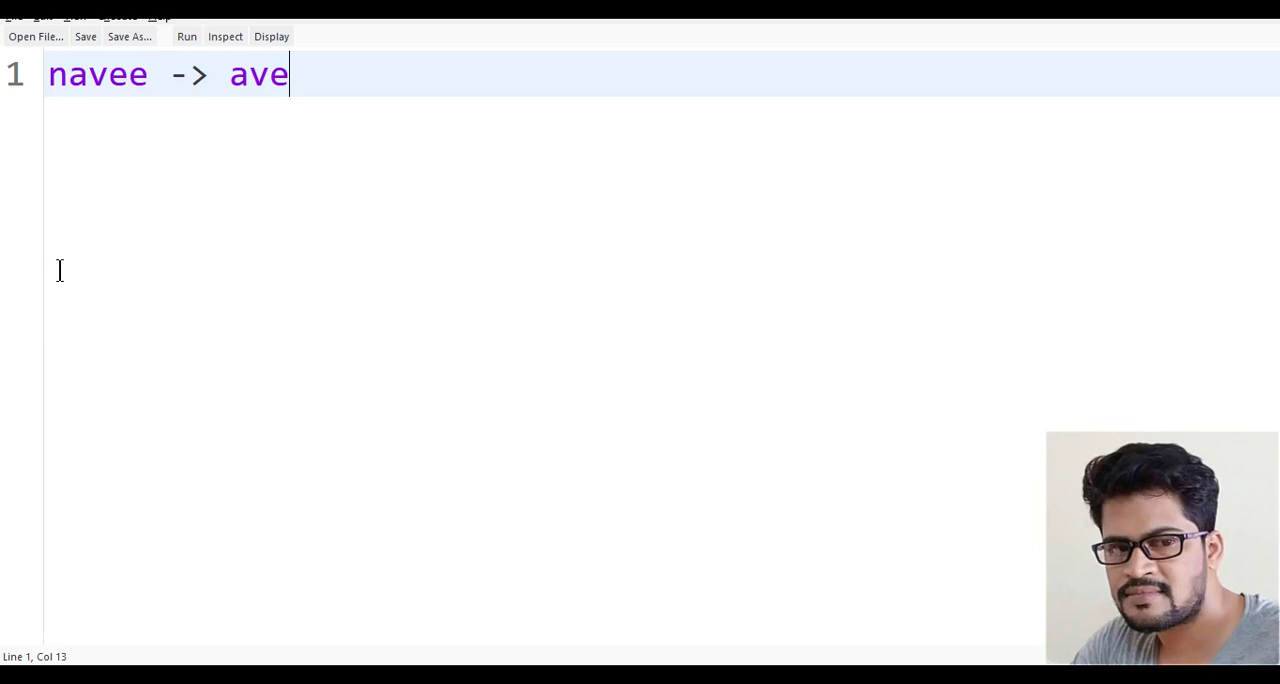 Open File... Save Save As... Run Inspect Display
1 navee -> ave
Line 1, Col 13